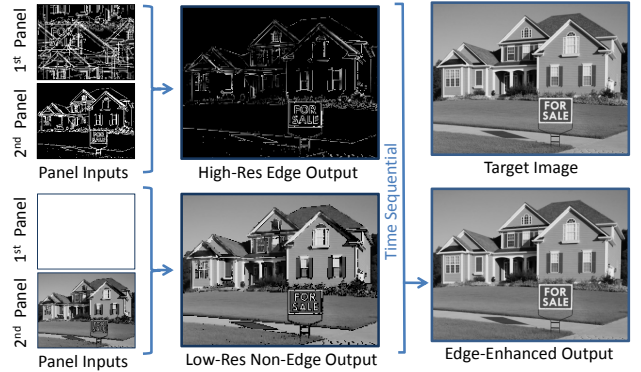 1st Panel
2nd Panel
Panel Inputs
FOR
SALE
High-Res Edge Output
FOR
SALE
Target Image
1st Panel
2nd Panel
Panel Inputs
FOR
SALE
Low-Res Non-Edge Output
Time Sequential
FOR
SALE
Edge-Enhanced Output